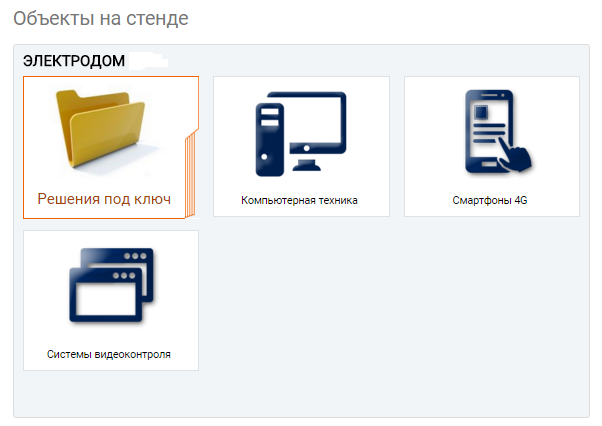 Объекты на стенде
ЭЛЕКТРОДОМ
Решения под ключ
Компьютерная техника
Смартфоны 4G
Системы видеоконтроля